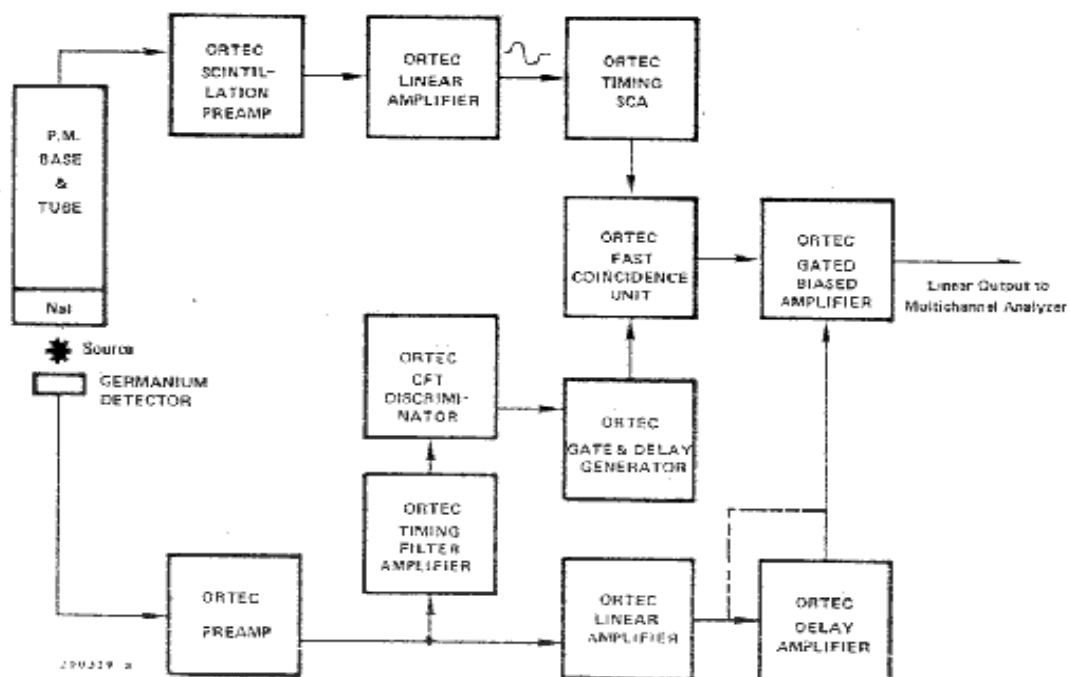 ORTEC
SCINTIL-
LATION
PREAMP
ORTEC
LINEAR
AMPLIFIER
ORTEC
TIMING
SCA
P.M.
BASE
&
TUBE
NaI
Source
GERMANIUM
DETECTOR
ORTEC
FAST
COINCIDENCE
UNIT
ORTEC
GATED
BIASED
AMPLIFIER
Linear Output to
Multichannel Analyzer
ORTEC
CFT
DISCRIMI-
NATOR
ORTEC
GATE & DELAY
GENERATOR
ORTEC
TIMING
FILTER
AMPLIFIER
ORTEC
PREAMP
ORTEC
LINEAR
AMPLIFIER
ORTEC
DELAY
AMPLIFIER